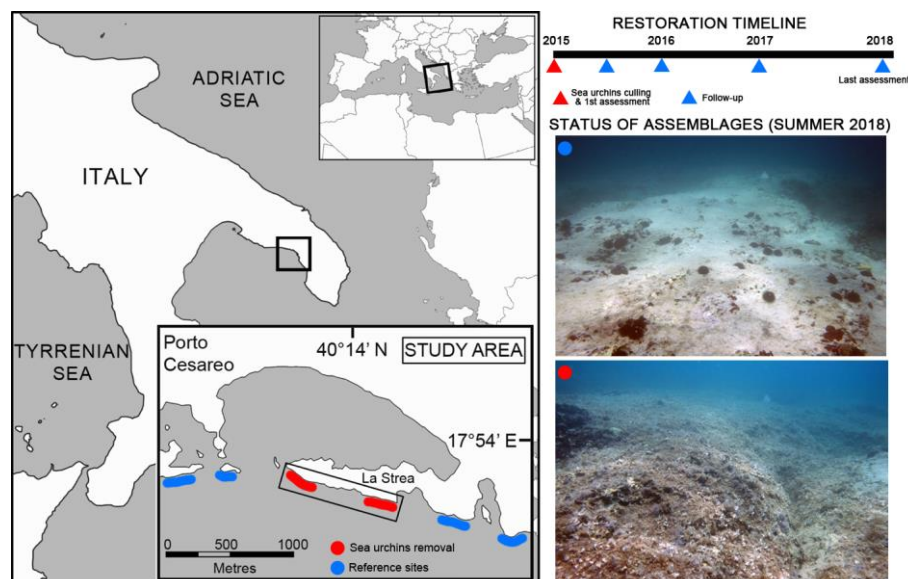 ADRIATIC
SEA
ITALY
TYRRENIAN
SEA
Porto
Cesareo
40°14’ N
STUDY AREA
17°54’ E
La Strea
0 500 1000
Metres
Sea urchins removal
Reference sites
RESTORATION TIMELINE
2015 2016 2017 2018
Last assessment
Sea urchins culling
& 1st assessment
Follow-up
STATUS OF ASSEMBLAGES (SUMMER 2018)